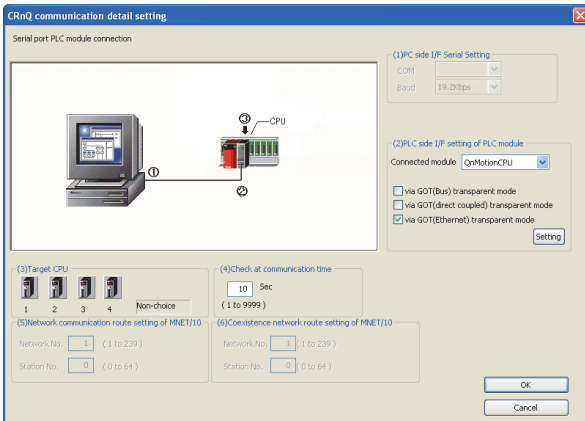 CRnQ communication detail setting
Serial port PLC module connection
(1)PC side I/F Serial Setting
COM
Baud 19.2Kbps
③
CPU
①
②
(2)PLC side I/F setting of PLC module
Connected module QnMotionCPU
via GOT(Bus) transparent mode
via GOT(direct coupled) transparent mode
via GOT(Ethernet) transparent mode
Setting
(3)Target CPU
1 2 3 4 Non-choice
(4)Check at communication time
10 Sec
( 1 to 9999 )
(5)Network communication route setting of MNET/10
Network.No. 1 ( 1 to 239 )
Station No. 0 ( 0 to 64 )
(6)Coexistence network route setting of MNET/10
Network.No. 1 ( 1 to 239 )
Station No. 0 ( 0 to 64 )
OK
Cancel